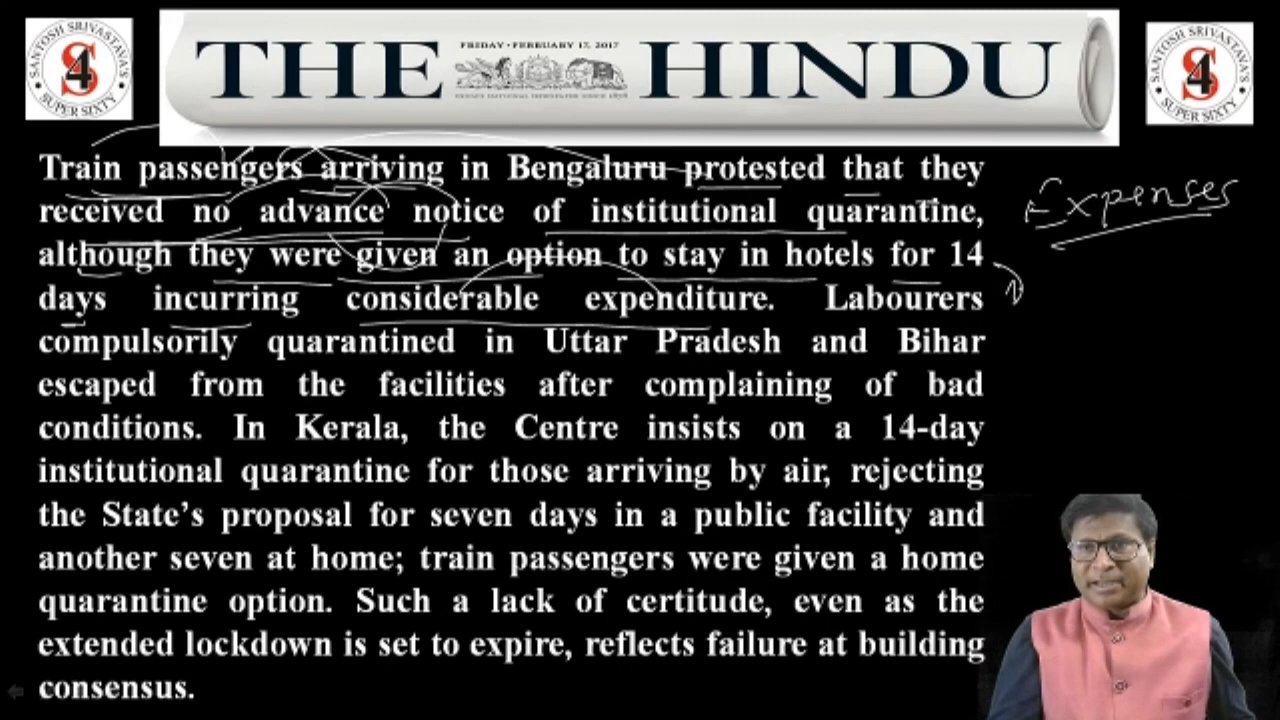 SANTOSH SRIVASTAVA'S
S4
SUPER SIXTY
THE HINDU
FRIDAY • FEBRUARY 17, 2017
SANTOSH SRIVASTAVA'S
S4
SUPER SIXTY
Train passengers arriving in Bengaluru protested that they
received no advance notice of institutional quarantine,
although they were given an option to stay in hotels for 14
days incurring considerable expenditure. Labourers
compulsorily quarantined in Uttar Pradesh and Bihar
escaped from the facilities after complaining of bad
conditions. In Kerala, the Centre insists on a 14-day
institutional quarantine for those arriving by air, rejecting
the State's proposal for seven days in a public facility and
another seven at home; train passengers were given a home
quarantine option. Such a lack of certitude, even as the
extended lockdown is set to expire, reflects failure at building
consensus.
Expenses